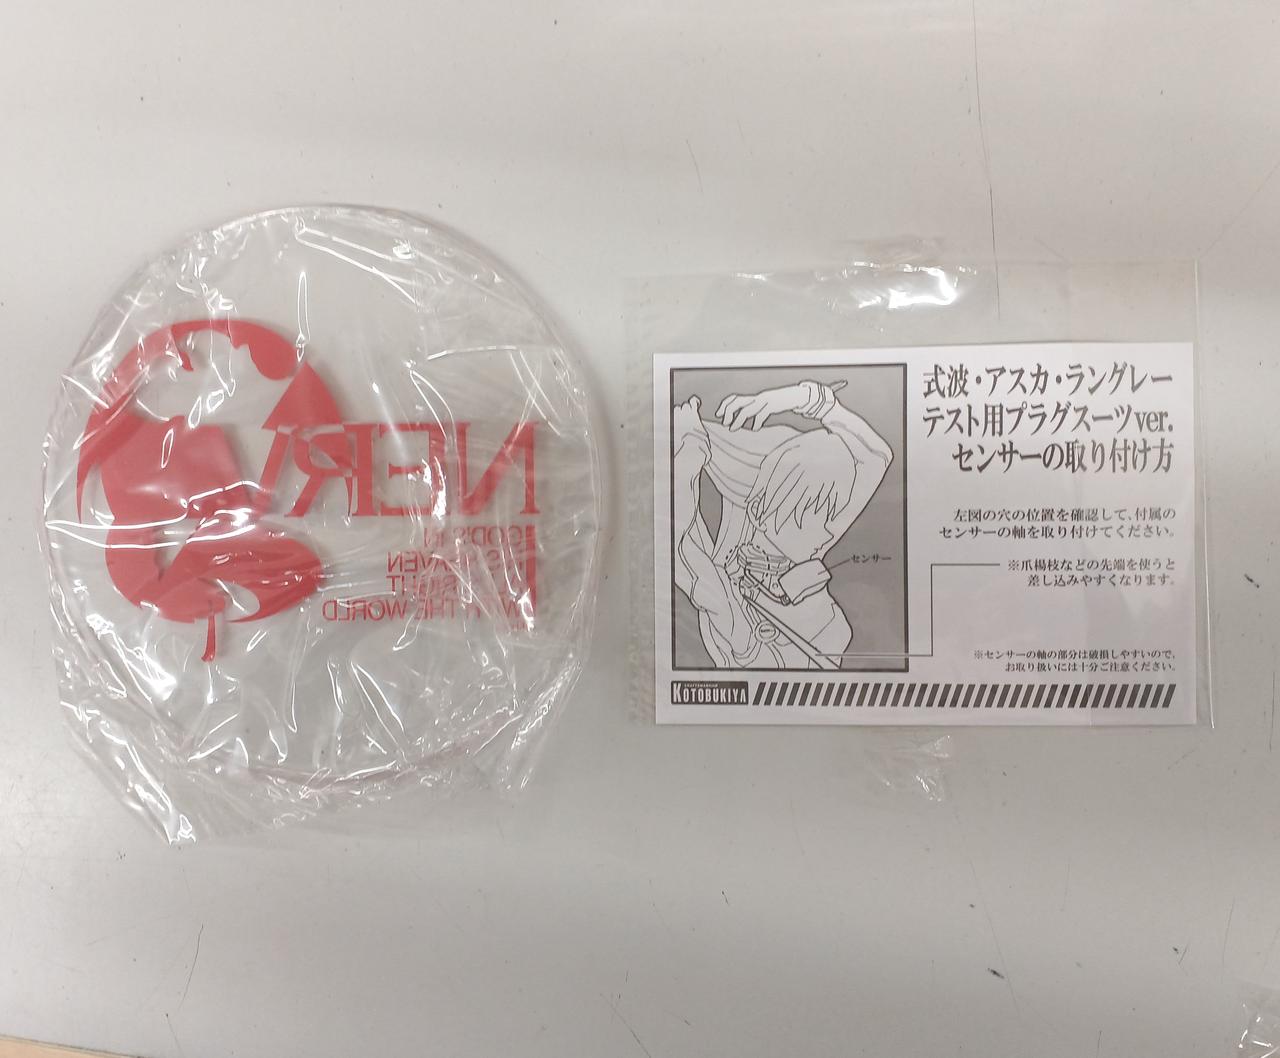 NERV
GOD'S IN
HIS HEAVEN
RIGHT
WITH THE WORLD
式波・アスカ・ラングレー
テスト用プラグスーツver.
センサーの取り付け方
左図の穴の位置を確認して、付属の
センサーの軸を取り付けてください。
センサー
※爪楊枝などの先端を使うと
差し込みやすくなります。
※センサーの軸の部分は破損しやすいので、
お取り扱いには十分ご注意ください。
KOTOBUKIYA